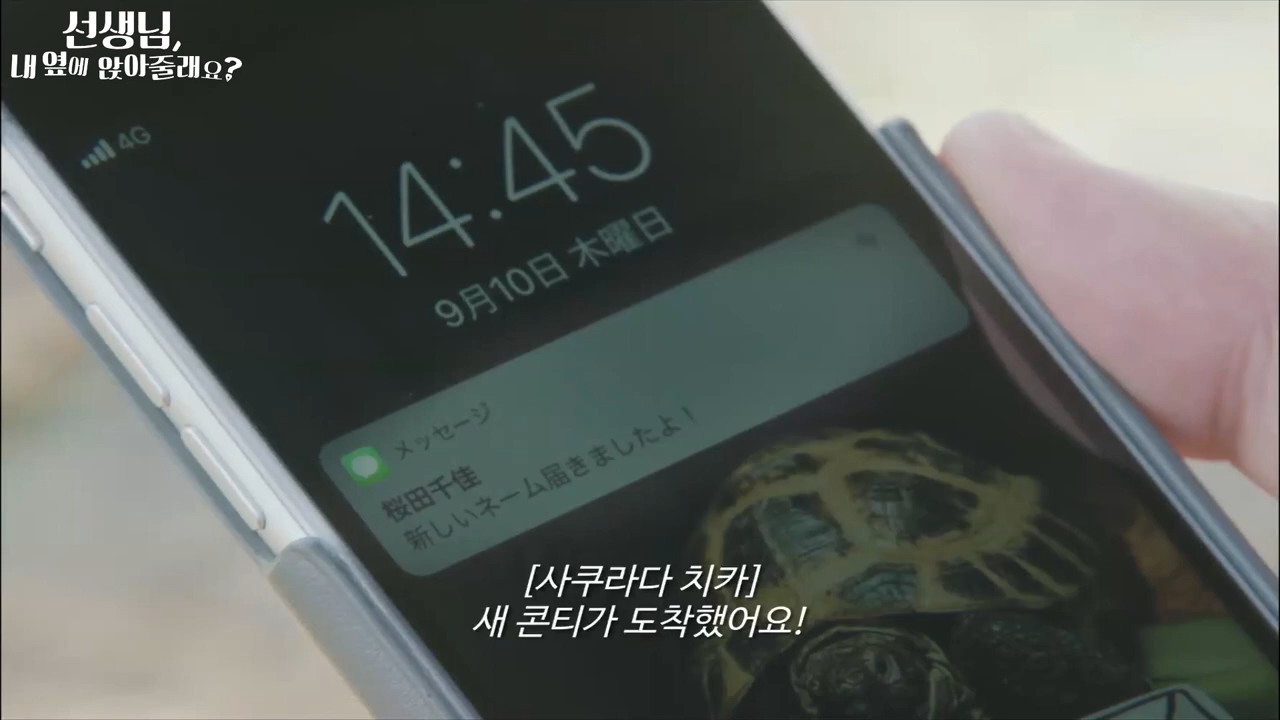 선생님,
내 옆에 앉아줄래요?
4G
14:45
9月10日 木曜日
メッセージ
桜田千佳
新しいネーム届きましたよ！
[사쿠라다 치카]
새 콘티가 도착했어요!